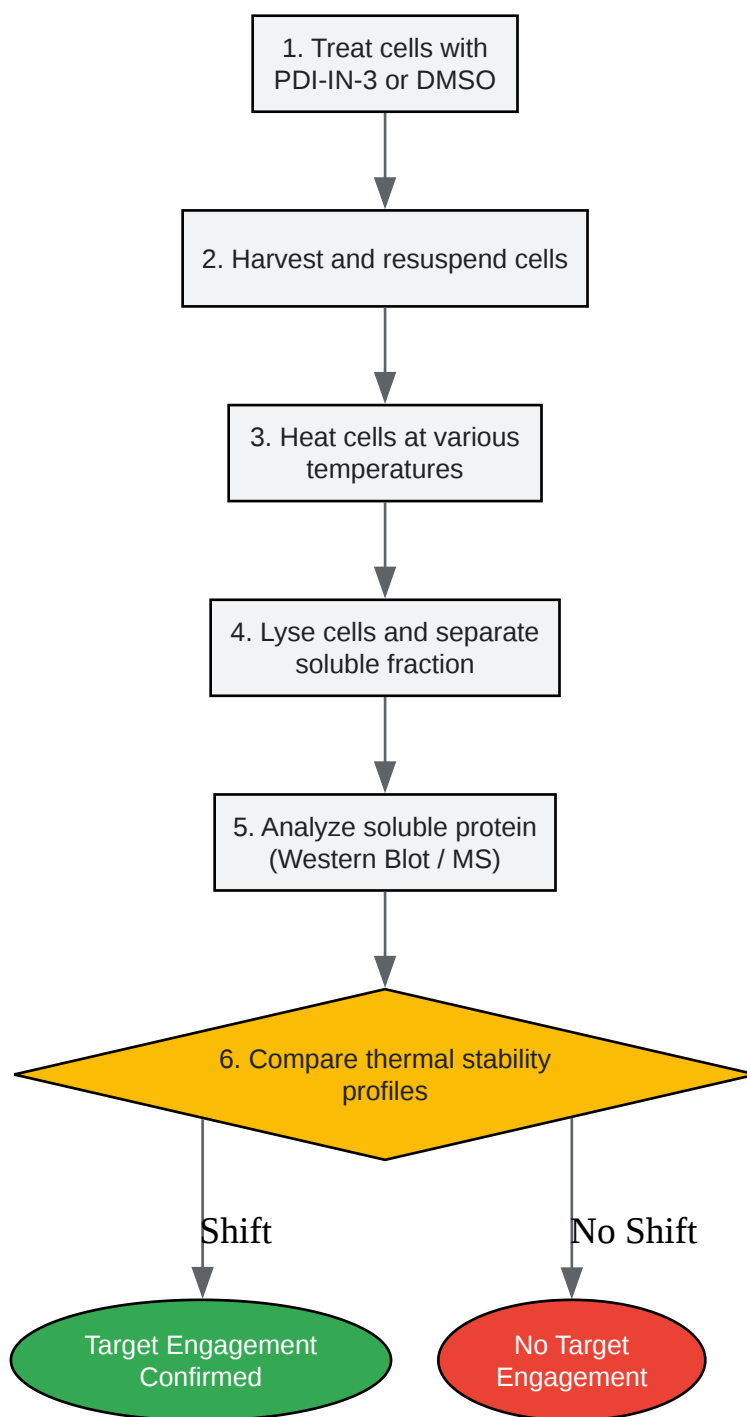 1. Treat cells with
PDI-IN-3 or DMSO
2. Harvest and resuspend cells
3. Heat cells at various
temperatures
4. Lyse cells and separate
soluble fraction
5. Analyze soluble protein
(Western Blot / MS)
6. Compare thermal stability
profiles
Shift
No Shift
Target Engagement
Confirmed
No Target
Engagement